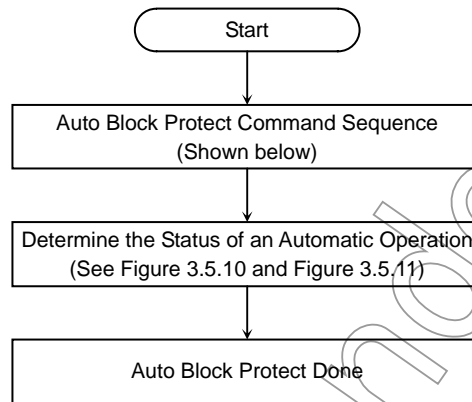 Start
Auto Block Protect Command Sequence
(Shown below)
Determine the Status of an Automatic Operation
(See Figure 3.5.10 and Figure 3.5.11)
Auto Block Protect Done